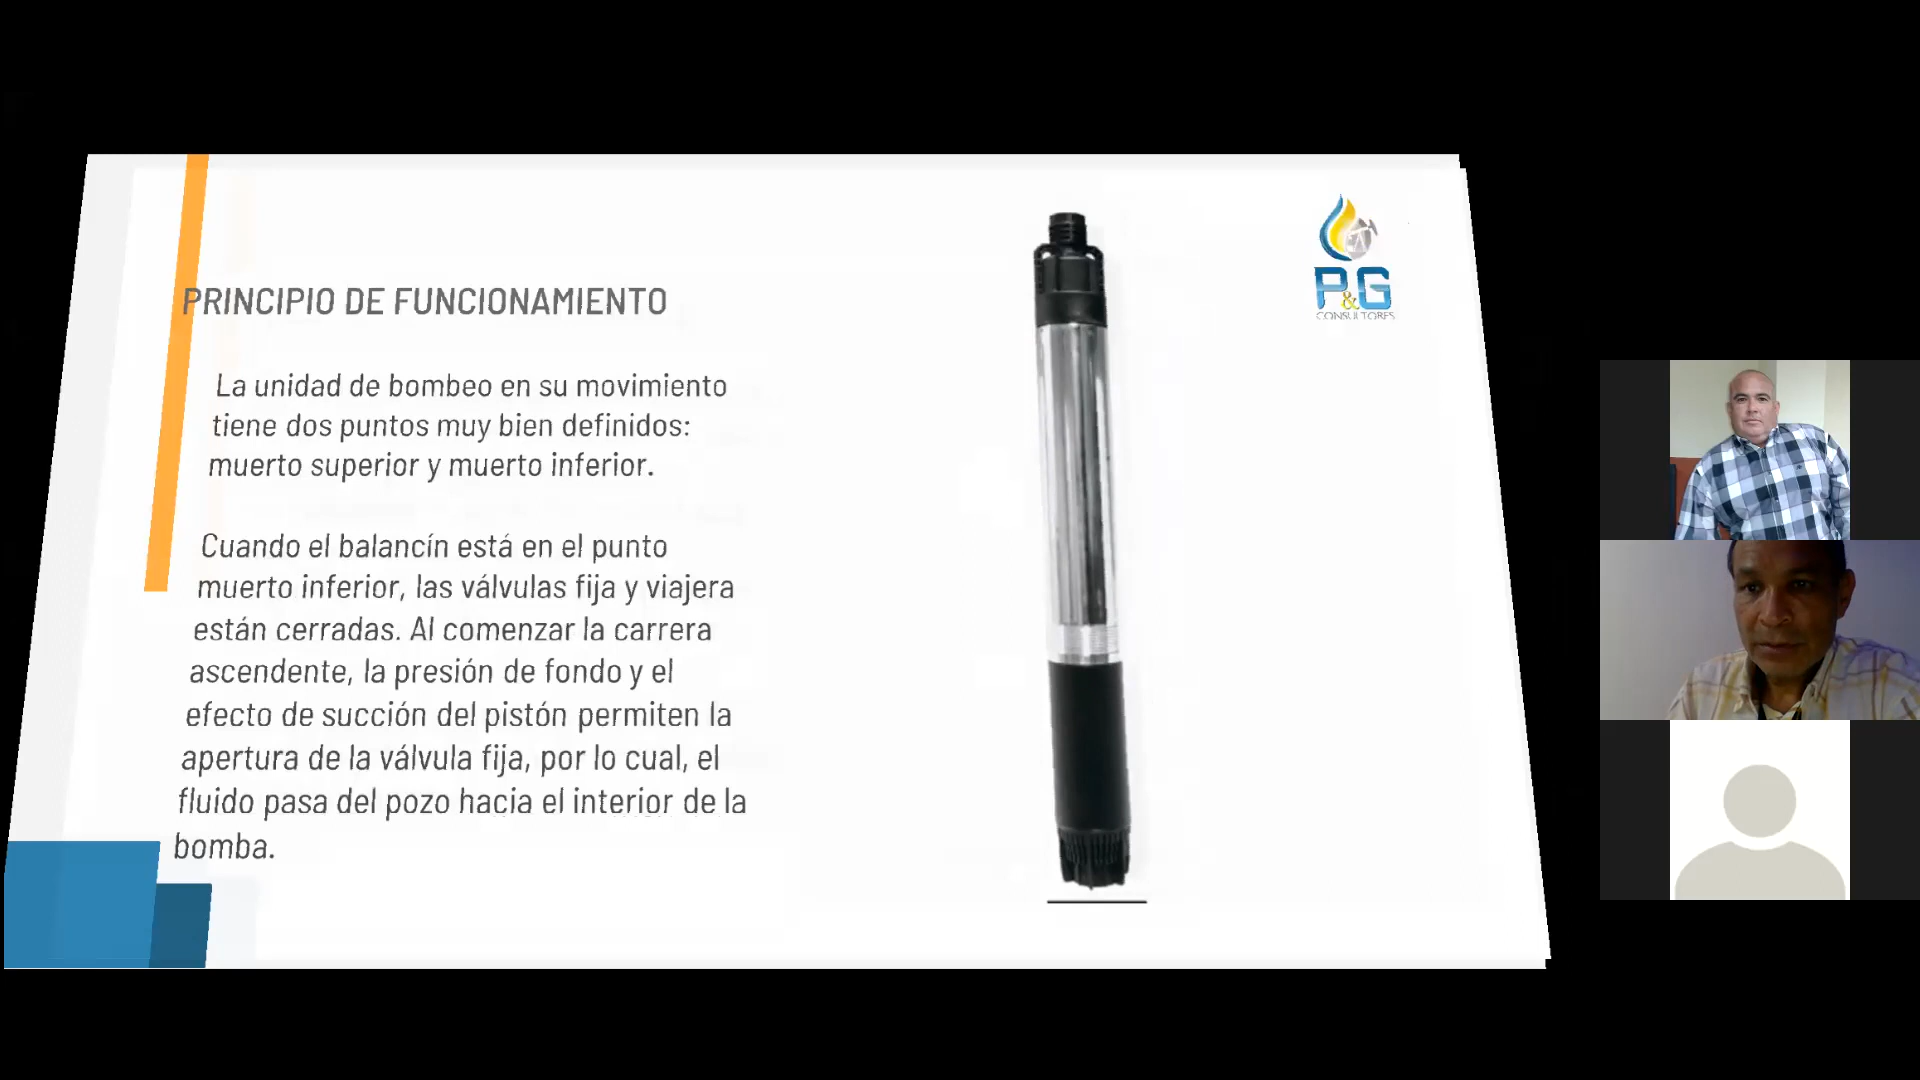 PRINCIPIO DE FUNCIONAMIENTO
La unidad de bombeo en su movimiento
tiene dos puntos muy bien definidos:
muerto superior y muerto inferior.
Cuando el balancín está en el punto
muerto inferior, las válvulas fija y viajera
están cerradas. Al comenzar la carrera
ascendente, la presión de fondo y el
efecto de succión del pistón permiten la
apertura de la válvula fija, por lo cual, el
fluido pasa del pozo hacia el interior de la
bomba.
P&G
CONSULTORES